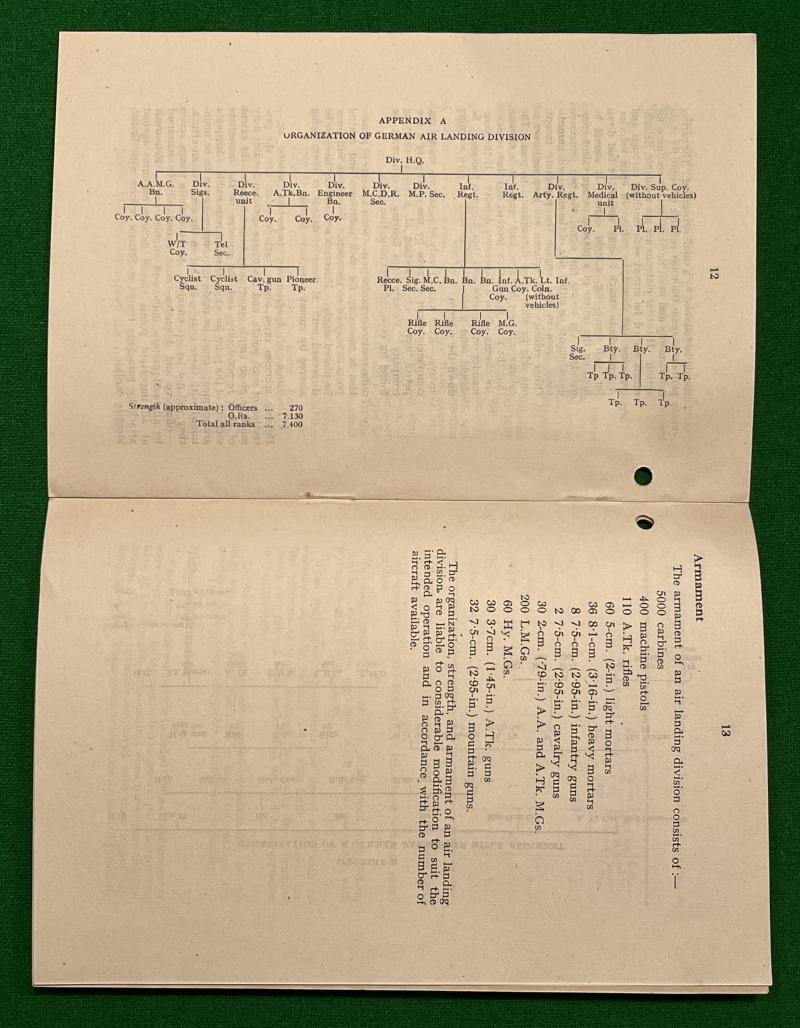 12
APPENDIX A
ORGANIZATION OF GERMAN AIR LANDING DIVISION
Div. H.Q.
A.A.M.G. Bn.
Div. Sigs.
Div. Recce. unit
Div. A.Tk.Bn.
Div. Engineer Bn.
Div. M.C.D.R. Sec.
Div. M.P. Sec.
Inf. Regt.
Inf. Regt.
Div. Arty. Regt.
Div. Medical unit
Div. Sup. Coy. (without vehicles)
Coy. Coy. Coy. Coy.
Coy. Coy.
Coy.
Coy. Pl.
Pl. Pl. Pl.
W/T Coy.
Tel Sec.
Cyclist Sqn.
Cyclist Sqn.
Cav. gun Tp.
Pioneer Tp.
Recce. Pl.
Sig. Sec.
M.C. Sec.
Bn. Bn. Bn.
Inf. Gun Coy.
A.Tk. Coy.
Lt. Inf. Coln. (without vehicles)
Rifle Coy.
Rifle Coy.
Rifle Coy.
M.G. Coy.
Sig. Sec.
Bty. Bty. Bty.
Tp Tp. Tp.
Tp. Tp.
Tp. Tp. Tp.
Strength (approximate) : Officers ... 270
O.Rs. ... 7.130
Total all ranks ... 7.400
13
Armament
The armament of an air landing division consists of :—
5000 carbines
400 machine pistols
110 A.Tk. rifles
60 5-cm. (2-in.) light mortars
36 8·1-cm. (3·16-in.) heavy mortars
8 7·5-cm. (2·95-in.) infantry guns
2 7·5-cm. (2·95-in.) cavalry guns
30 2-cm. (·79-in.) A.A. and A.Tk. M.Gs.
200 L.M.Gs.
60 Hy. M.Gs.
30 3·7cm. (1·45-in.) A.Tk. guns
32 7·5-cm. (2·95-in.) mountain guns.
The organization, strength, and armament of an air landing
division, are liable to considerable modification to suit the
intended operation and in accordance with the number of
aircraft available.